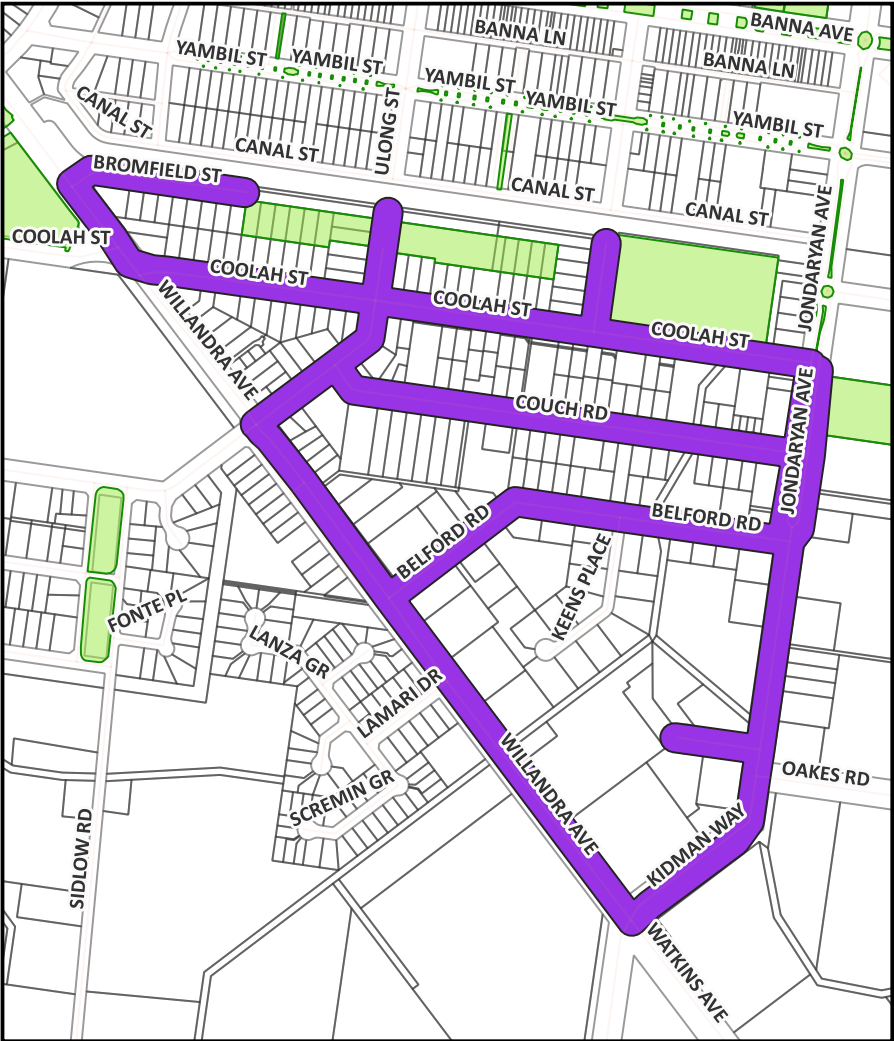 BANNA AVE
BANNA LN
YAMBIL ST
YAMBIL ST
BANNA LN
YAMBIL ST
YAMBIL ST
CANAL ST
YAMBIL ST
ULONG ST
CANAL ST
BROMFIELD ST
CANAL ST
CANAL ST
COOLAH ST
JONDARYAN AVE
COOLAH ST
COOLAH ST
WILLANDRA AVE
COOLAH ST
COUCH RD
JONDARYAN AVE
BELFORD RD
BELFORD RD
KEENS PLACE
FONTE PL
LANZA GR
LAMARI DR
WILLANDRA AVE
OAKES RD
SCREMIN GR
KIDMAN WAY
SIDLOW RD
WATKINS AVE